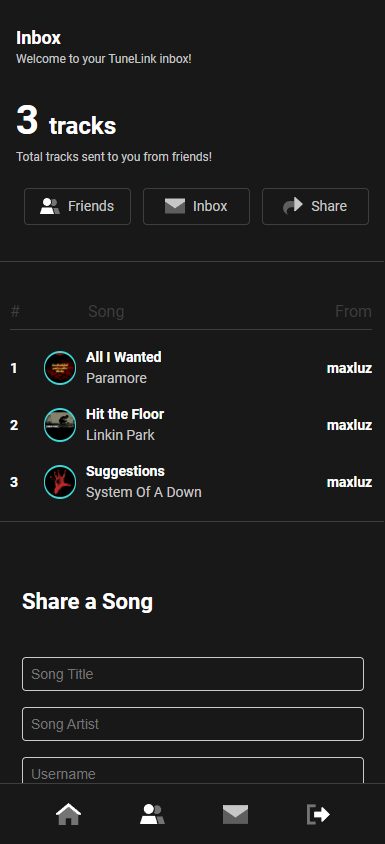 Inbox
Welcome to your TuneLink inbox!
3 tracks
Total tracks sent to you from friends!
Friends Inbox Share
# Song From
1 All I Wanted maxluz
Paramore
2 Hit the Floor maxluz
Linkin Park
3 Suggestions maxluz
System Of A Down
Share a Song
Song Title
Song Artist
Username